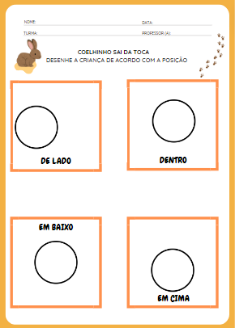 NOME:
DATA:
TURMA:
PROFESSOR (A):
COELHINHO SAI DA TOCA
DESENHE A CRIANÇA DE ACORDO COM A POSIÇÃO
DE LADO
DENTRO
EM BAIXO
EM CIMA